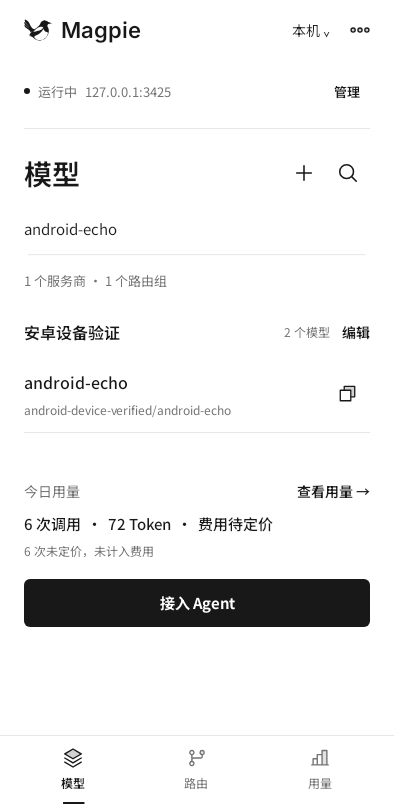 Magpie
本机
运行中 127.0.0.1:3425 管理
模型
android-echo
1 个服务商 · 1 个路由组
安卓设备验证 2 个模型 编辑
android-echo
android-device-verified/android-echo
今日用量 查看用量 →
6 次调用 · 72 Token · 费用待定价
6 次未定价，未计入费用
接入 Agent
模型 路由 用量